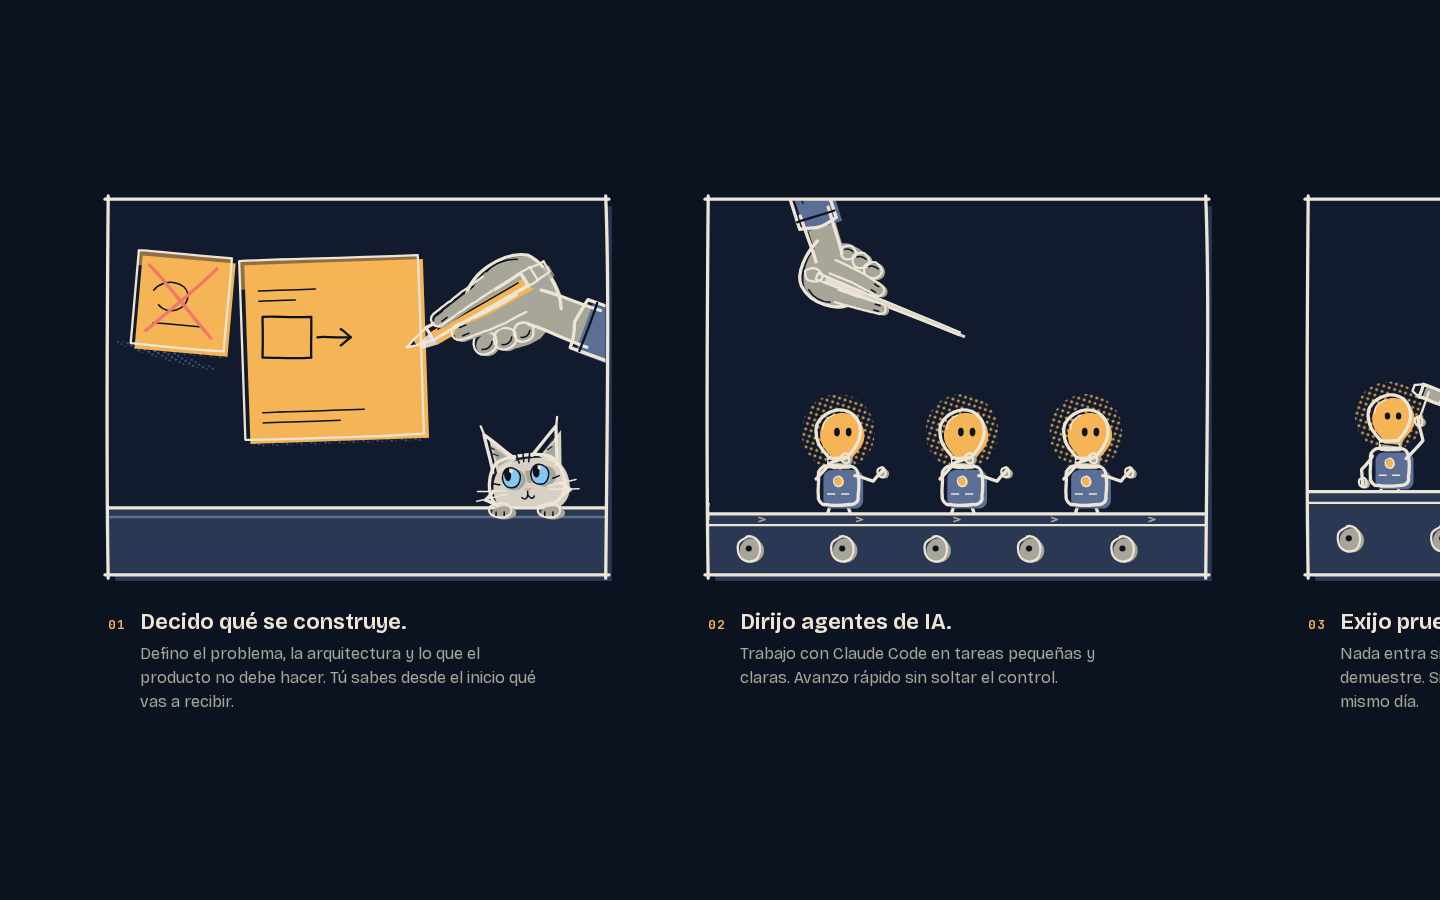 01 Decido qué se construye.
Defino el problema, la arquitectura y lo que el
producto no debe hacer. Tú sabes desde el inicio qué
vas a recibir.
02 Dirijo agentes de IA.
Trabajo con Claude Code en tareas pequeñas y
claras. Avanzo rápido sin soltar el control.
03 Exijo
Nada entra
demuestre.
mismo día.